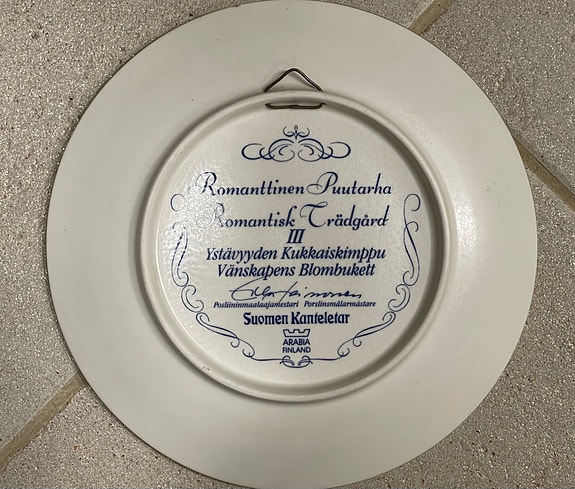 Romanttinen Puutarha
Romantisk Trädgård
III
Ystävyyden Kukkaiskimppu
Vänskapens Blombukett
Posliininmaalaajamestari Porslinsmålarmästare
Suomen Kanteletar
ARABIA
FINLAND